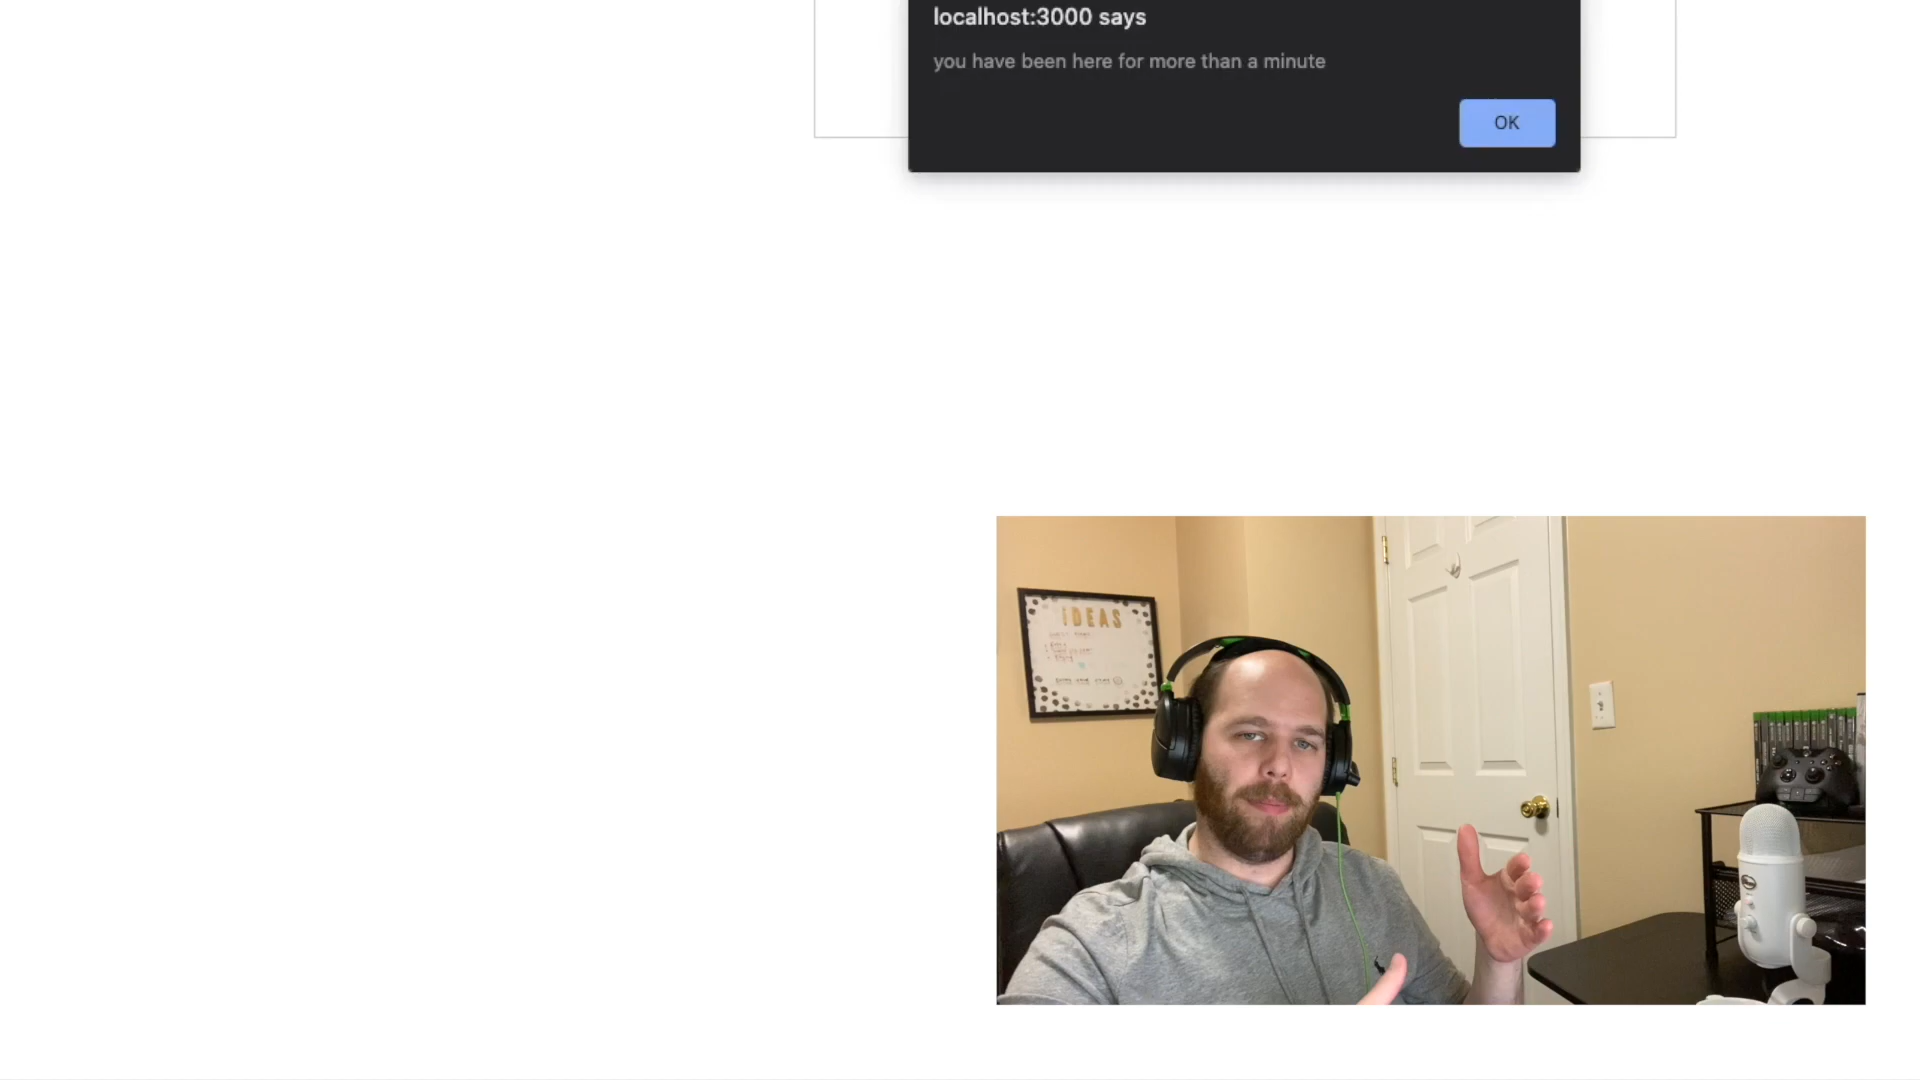 localhost:3000 says
you have been here for more than a minute
OK
IDEAS